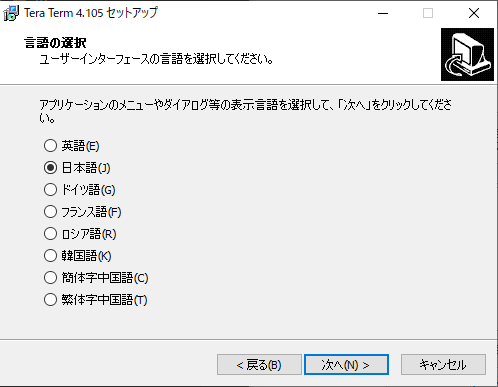 Tera Term 4.105 セットアップ
言語の選択
ユーザーインターフェースの言語を選択してください。
アプリケーションのメニューやダイアログ等の表示言語を選択して、「次へ」をクリックしてくださ
い。
英語(E)
日本語(J)
ドイツ語(G)
フランス語(F)
ロシア語(R)
韓国語(K)
簡体字中国語(C)
繁体字中国語(T)
< 戻る(B)
次へ(N) >
キャンセル